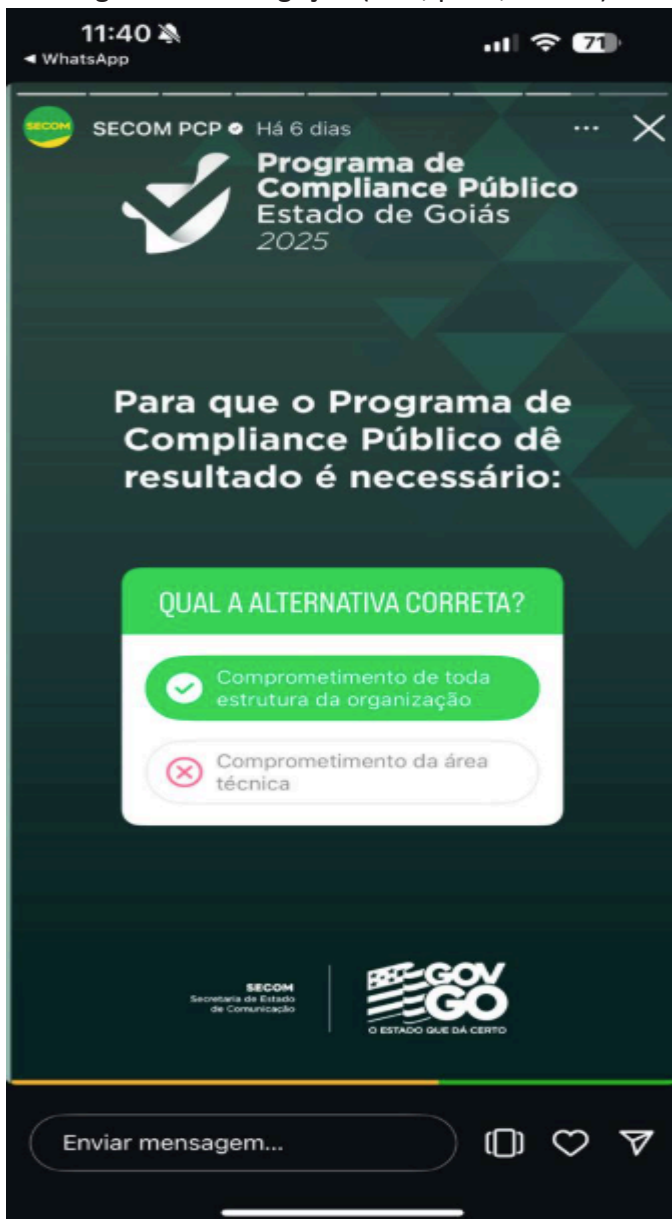 11:40
71
◄ WhatsApp
SECOM
SECOM PCP
Há 6 dias
Programa de
Compliance Público
Estado de Goiás
2025
Para que o Programa de
Compliance Público dê
resultado é necessário:
QUAL A ALTERNATIVA CORRETA?
Comprometimento de toda
estrutura da organização
Comprometimento da área
técnica
SECOM
Secretaria de Estado
de Comunicação
GOV
GO
O ESTADO QUE DÁ CERTO
Enviar mensagem...